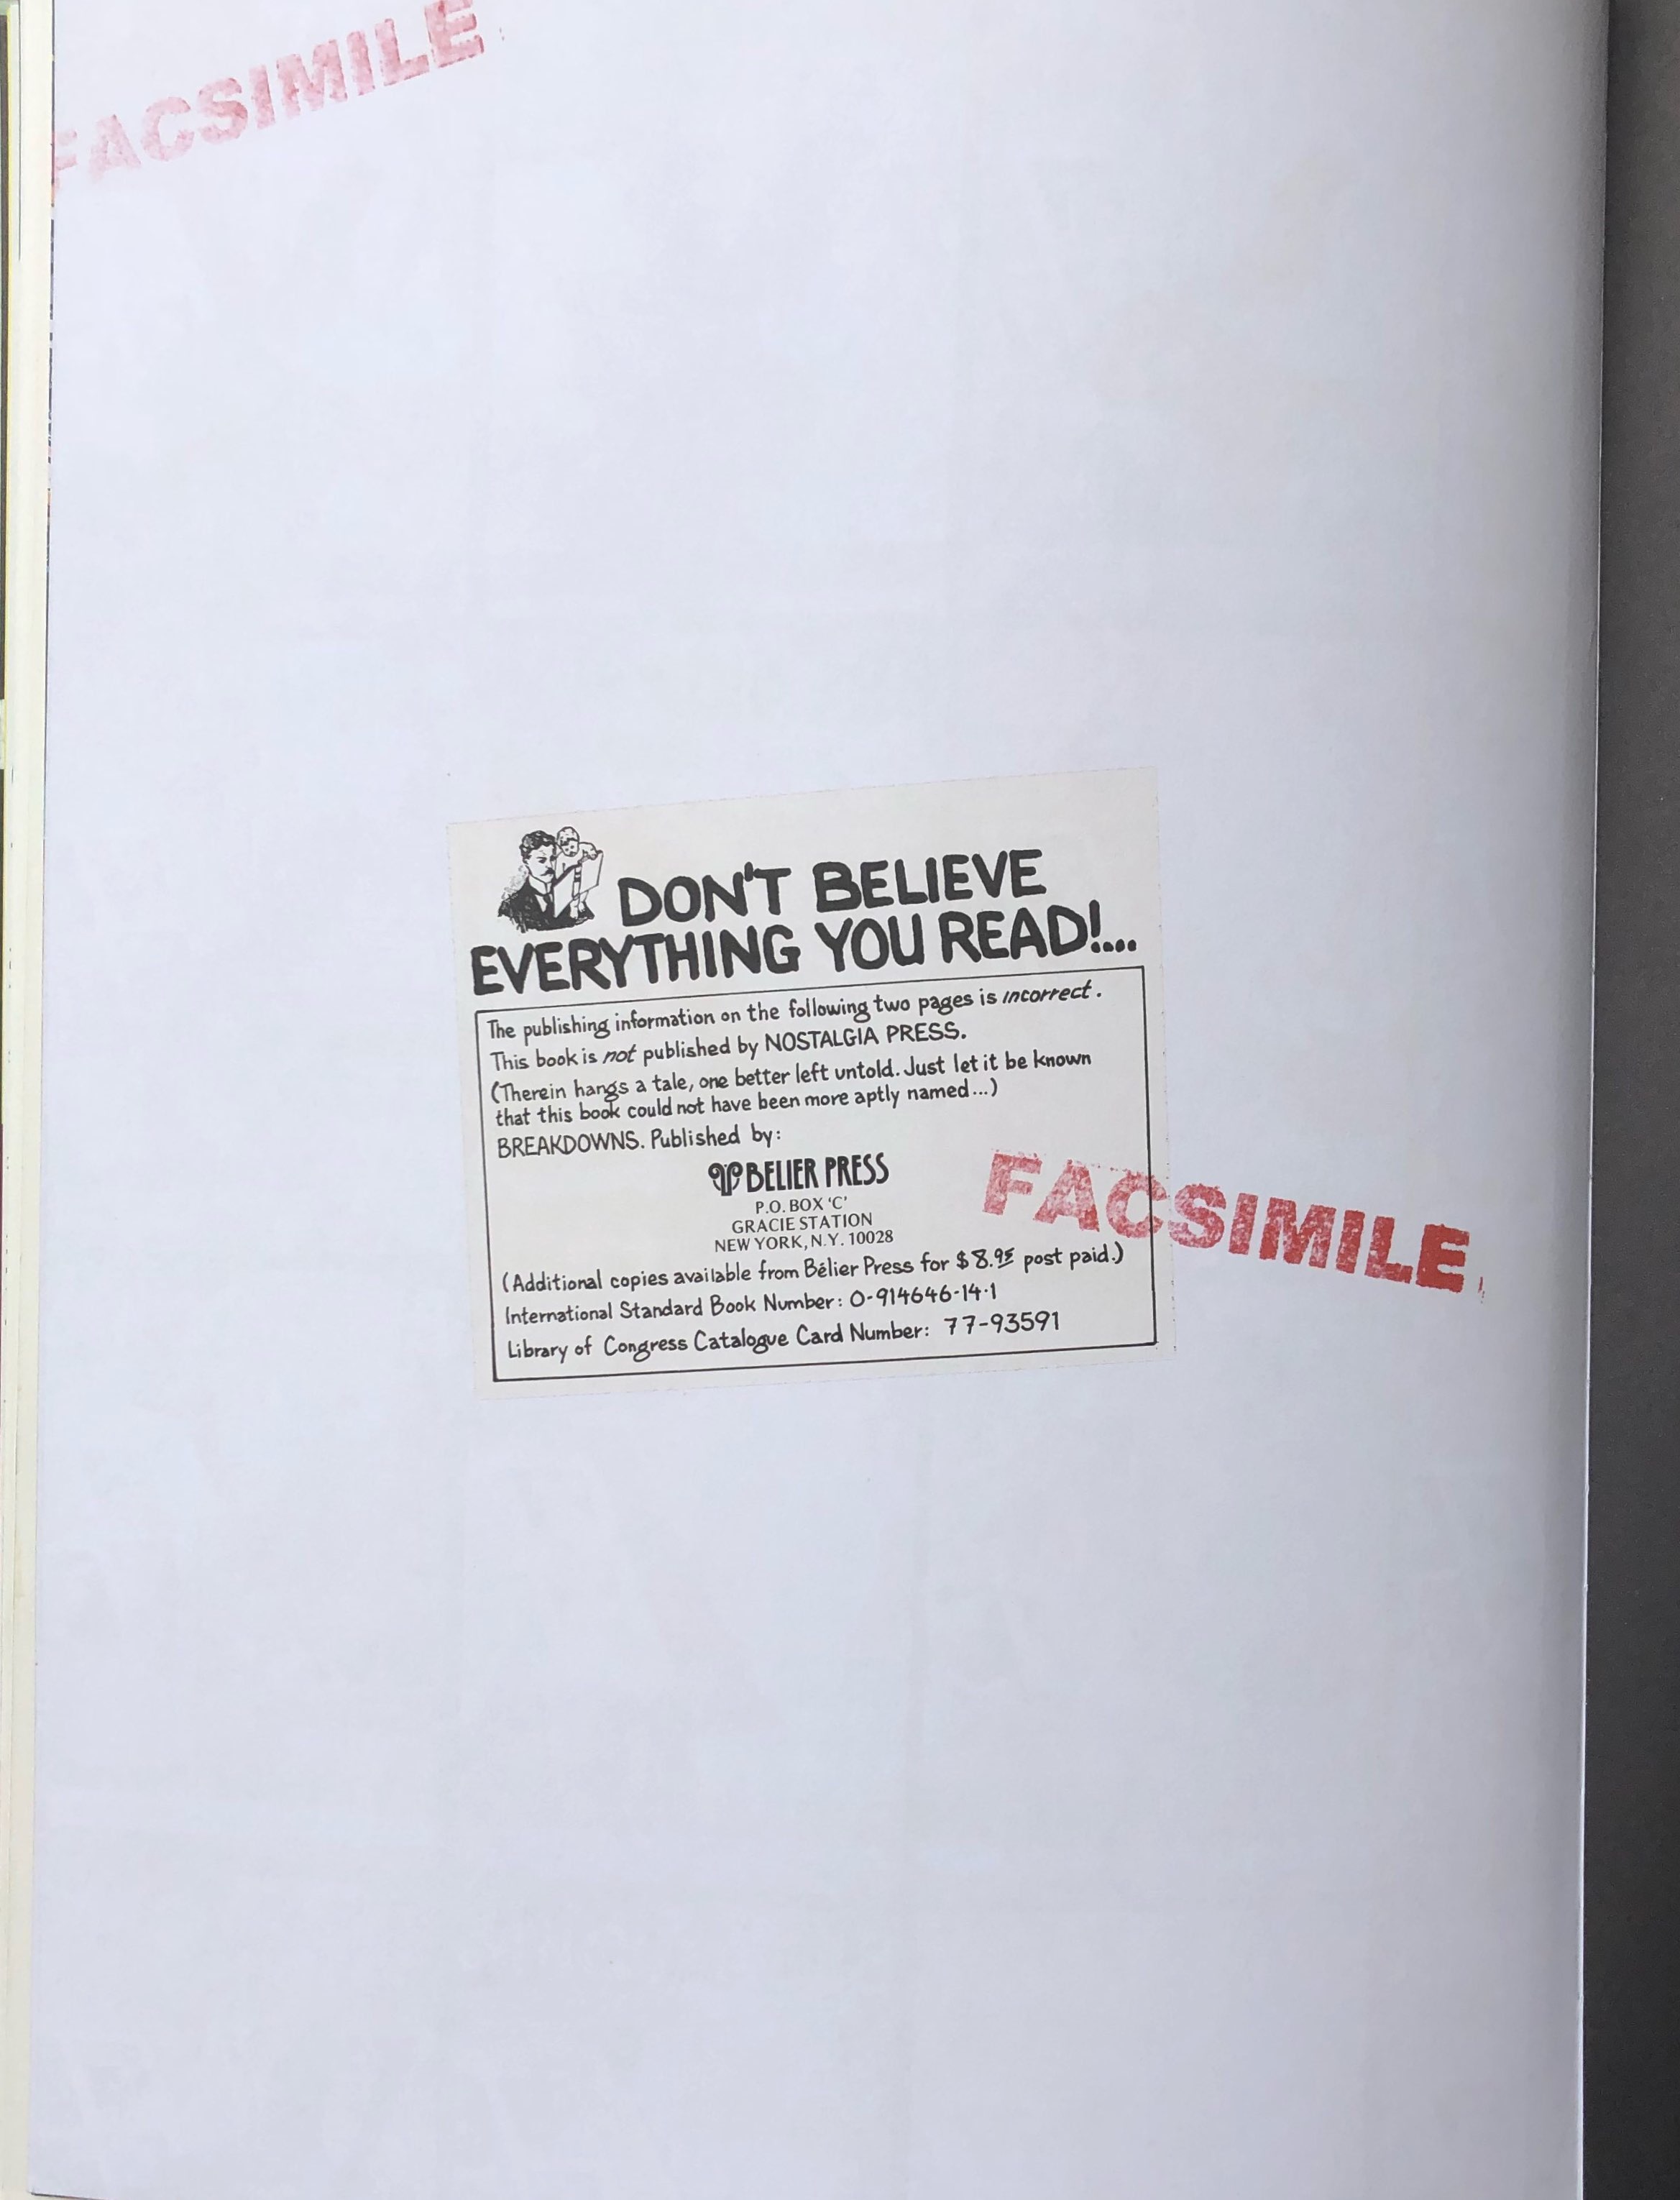 FACSIMILE
DON'T BELIEVE
EVERYTHING YOU READ!...
The publishing information on the following two pages is incorrect.
This book is not published by NOSTALGIA PRESS.
(Therein hangs a tale, one better left untold. Just let it be known
that this book could not have been more aptly named...)
BREAKDOWNS. Published by:
BELIER PRESS
P.O. BOX 'C'
GRACIE STATION
NEW YORK, N.Y. 10028
FACSIMILE
(Additional copies available from Bélier Press for $8.95 post paid.)
International Standard Book Number: 0-914646-14-1
Library of Congress Catalogue Card Number: 77-93591